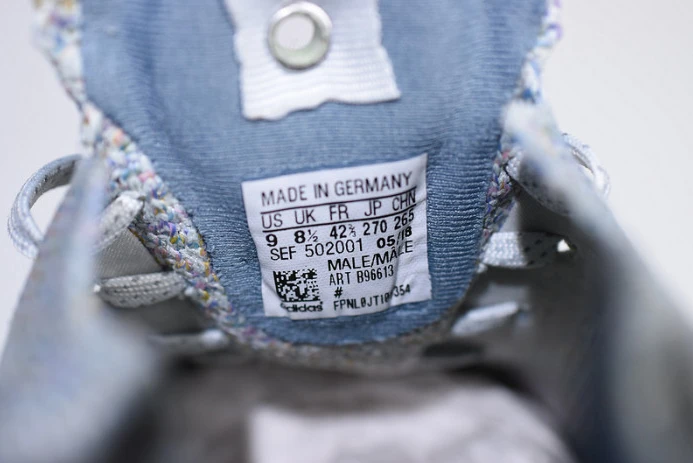 MADE IN GERMANY
US UK FR JP CHN
9 8½ 42⅔ 270 265
SEF 502001 05/18
MALE/MÂLE
ART B96613
#
adidas